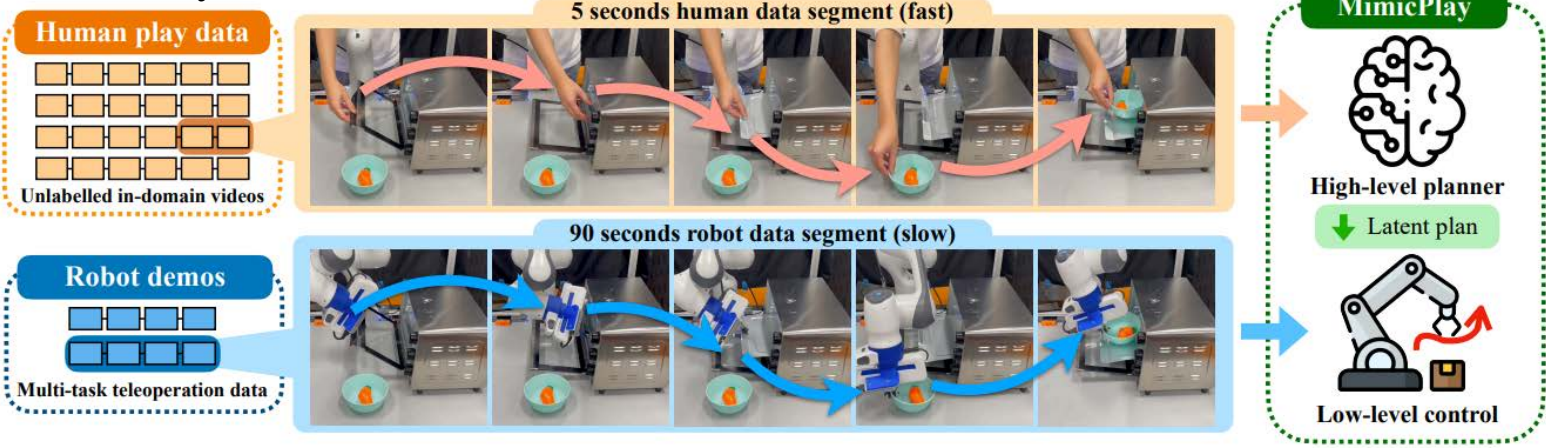 Human play data
Unlabelled in-domain videos
5 seconds human data segment (fast)
Robot demos
Multi-task teleoperation data
90 seconds robot data segment (slow)
MimicPlay
High-level planner
Latent plan
Low-level control